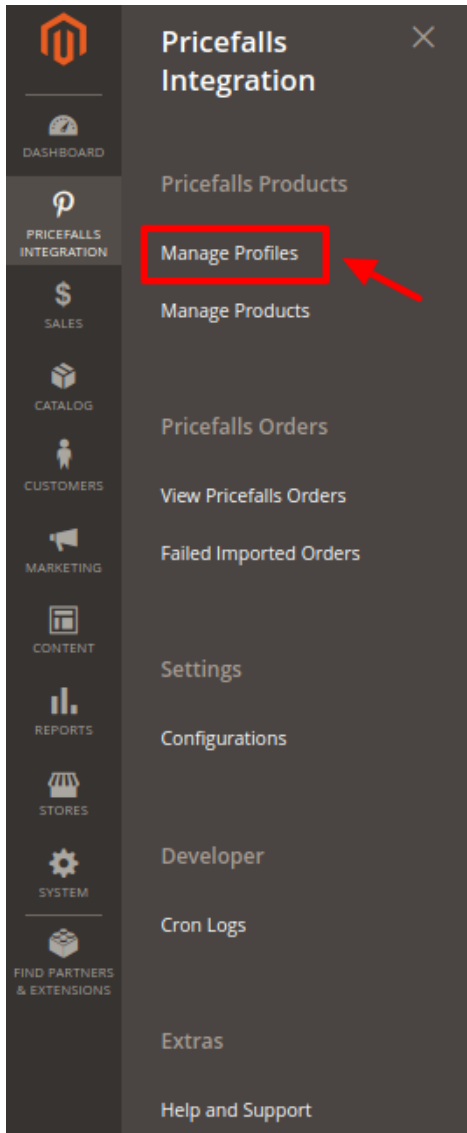 DASHBOARD
PRICEFALLS
INTEGRATION
SALES
CATALOG
CUSTOMERS
MARKETING
CONTENT
REPORTS
STORES
SYSTEM
FIND PARTNERS
& EXTENSIONS
Pricefalls
Integration
Pricefalls Products
Manage Profiles
Manage Products
Pricefalls Orders
View Pricefalls Orders
Failed Imported Orders
Settings
Configurations
Developer
Cron Logs
Extras
Help and Support